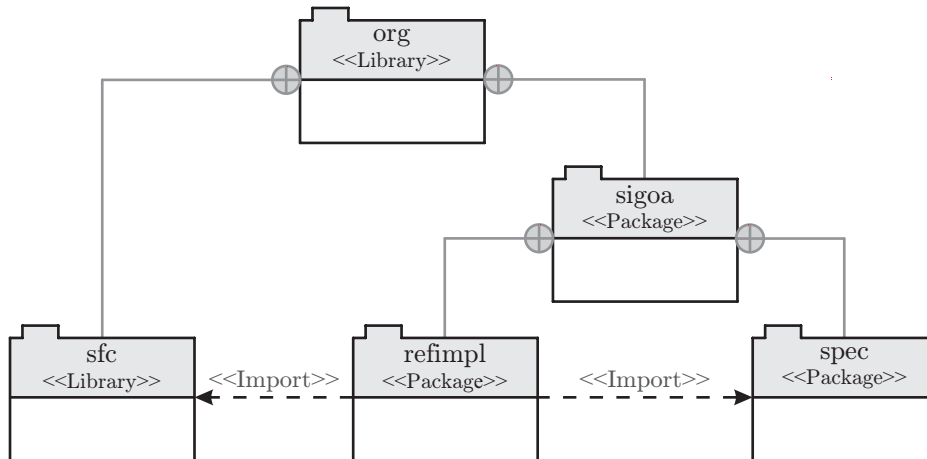 org
<<Library>>
sigoa
<<Package>>
sfc
<<Library>>
<<Import>>
refimpl
<<Package>>
<<Import>>
spec
<<Package>>